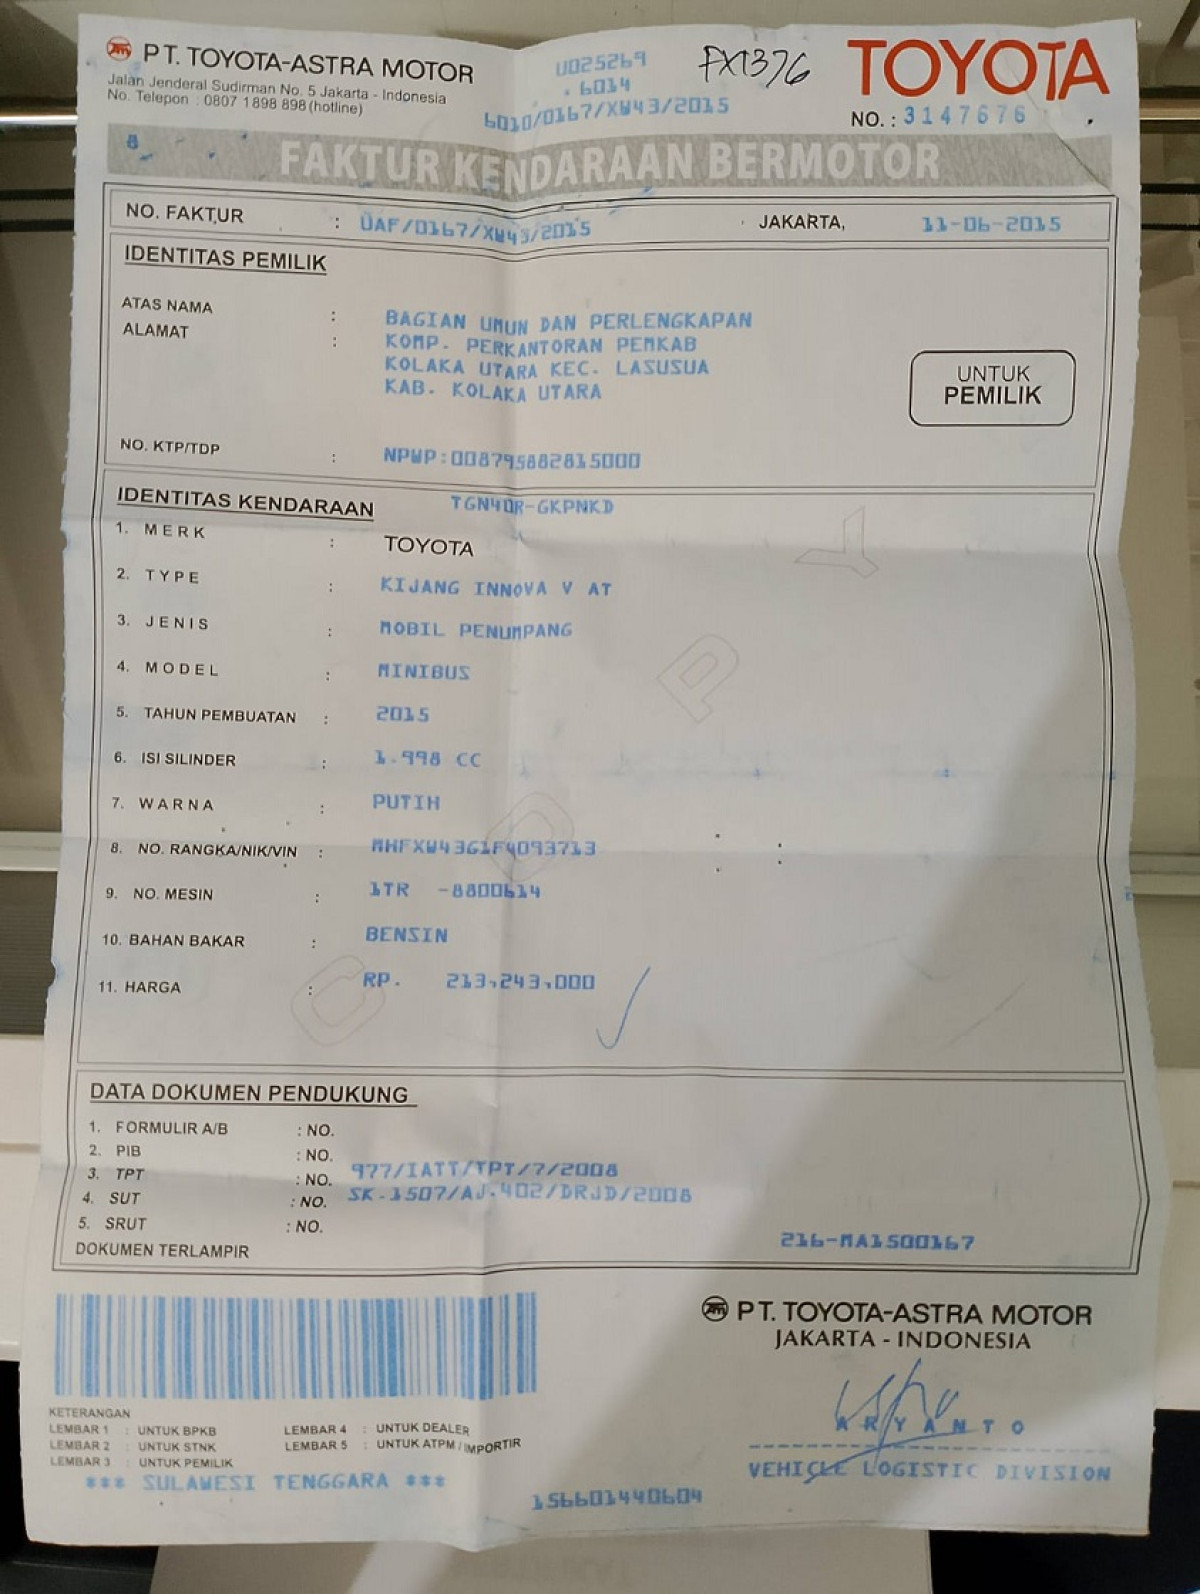 PT. TOYOTA-ASTRA MOTOR
Jalan Jenderal Sudirman No. 5 Jakarta - Indonesia
No. Telepon : 0807 1898 898 (hotline)
U025269
. 6014
6010/0167/XW43/2015
FX1376
TOYOTA
NO. : 3147676
8
FAKTUR KENDARAAN BERMOTOR
NO. FAKTUR : UAF/0167/XW43/2015 JAKARTA, 11-06-2015
IDENTITAS PEMILIK
ATAS NAMA : BAGIAN UMUN DAN PERLENGKAPAN
ALAMAT : KOMP. PERKANTORAN PEMKAB
KOLAKA UTARA KEC. LASUSUA
KAB. KOLAKA UTARA
UNTUK
PEMILIK
NO. KTP/TDP : NPWP:008795882815000
IDENTITAS KENDARAAN TGN40R-GKPNKD
1. MERK : TOYOTA
2. TYPE : KIJANG INNOVA V AT
3. JENIS : MOBIL PENUMPANG
4. MODEL : MINIBUS
5. TAHUN PEMBUATAN : 2015
6. ISI SILINDER : 1.998 CC
7. WARNA : PUTIH
8. NO. RANGKA/NIK/VIN : MHFXW43G1F4093713
9. NO. MESIN : 1TR -8800614
10. BAHAN BAKAR : BENSIN
11. HARGA : RP. 213,243,000
COPY
DATA DOKUMEN PENDUKUNG
1. FORMULIR A/B : NO.
2. PIB : NO.
3. TPT : NO. 977/IATT/TPT/7/2008
4. SUT : NO. SK.1507/AJ.402/DRJD/2008
5. SRUT : NO.
DOKUMEN TERLAMPIR
216-MA1500167
PT. TOYOTA-ASTRA MOTOR
JAKARTA - INDONESIA
ARYANTO
VEHICLE LOGISTIC DIVISION
KETERANGAN
LEMBAR 1 : UNTUK BPKB LEMBAR 4 : UNTUK DEALER
LEMBAR 2 : UNTUK STNK LEMBAR 5 : UNTUK ATPM / IMPORTIR
LEMBAR 3 : UNTUK PEMILIK
*** SULAWESI TENGGARA ***
156601440604